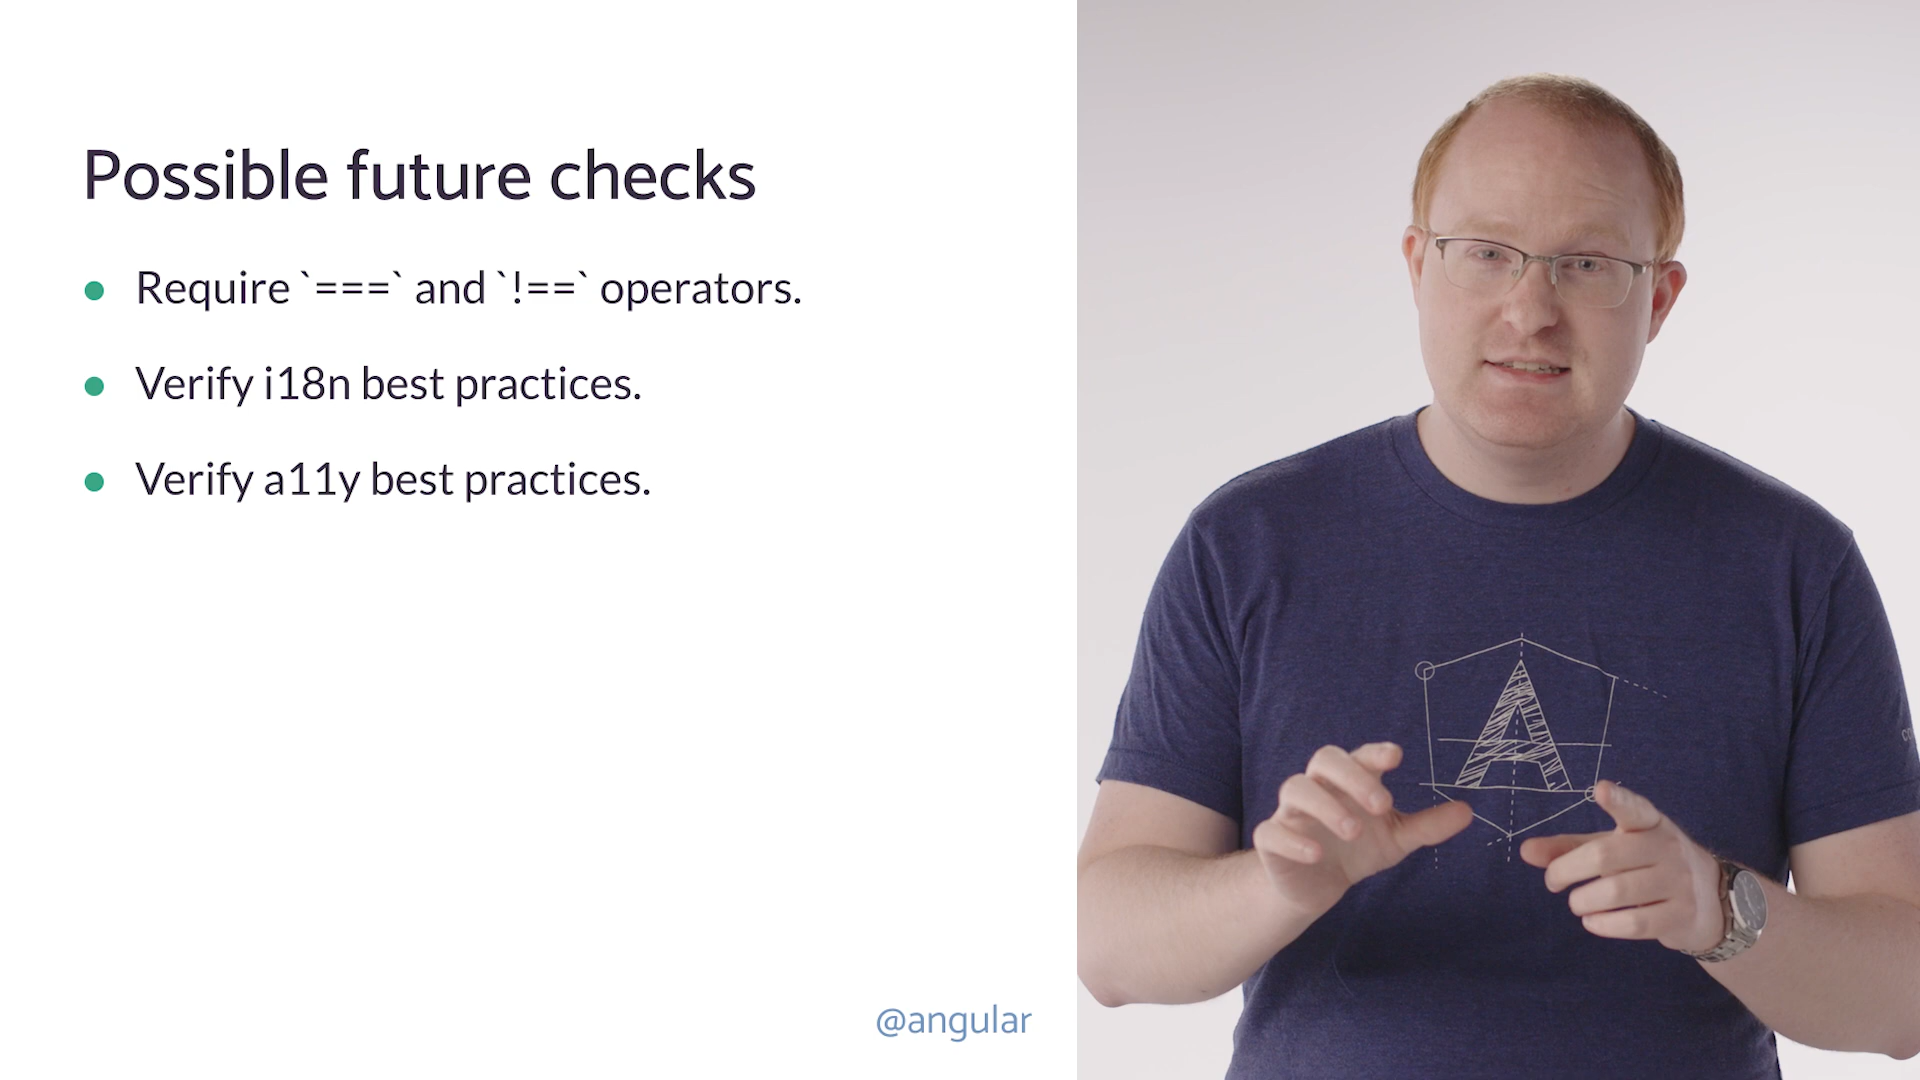 Possible future checks
Require `===` and `!==` operators.
Verify i18n best practices.
Verify a11y best practices.
@angular
A